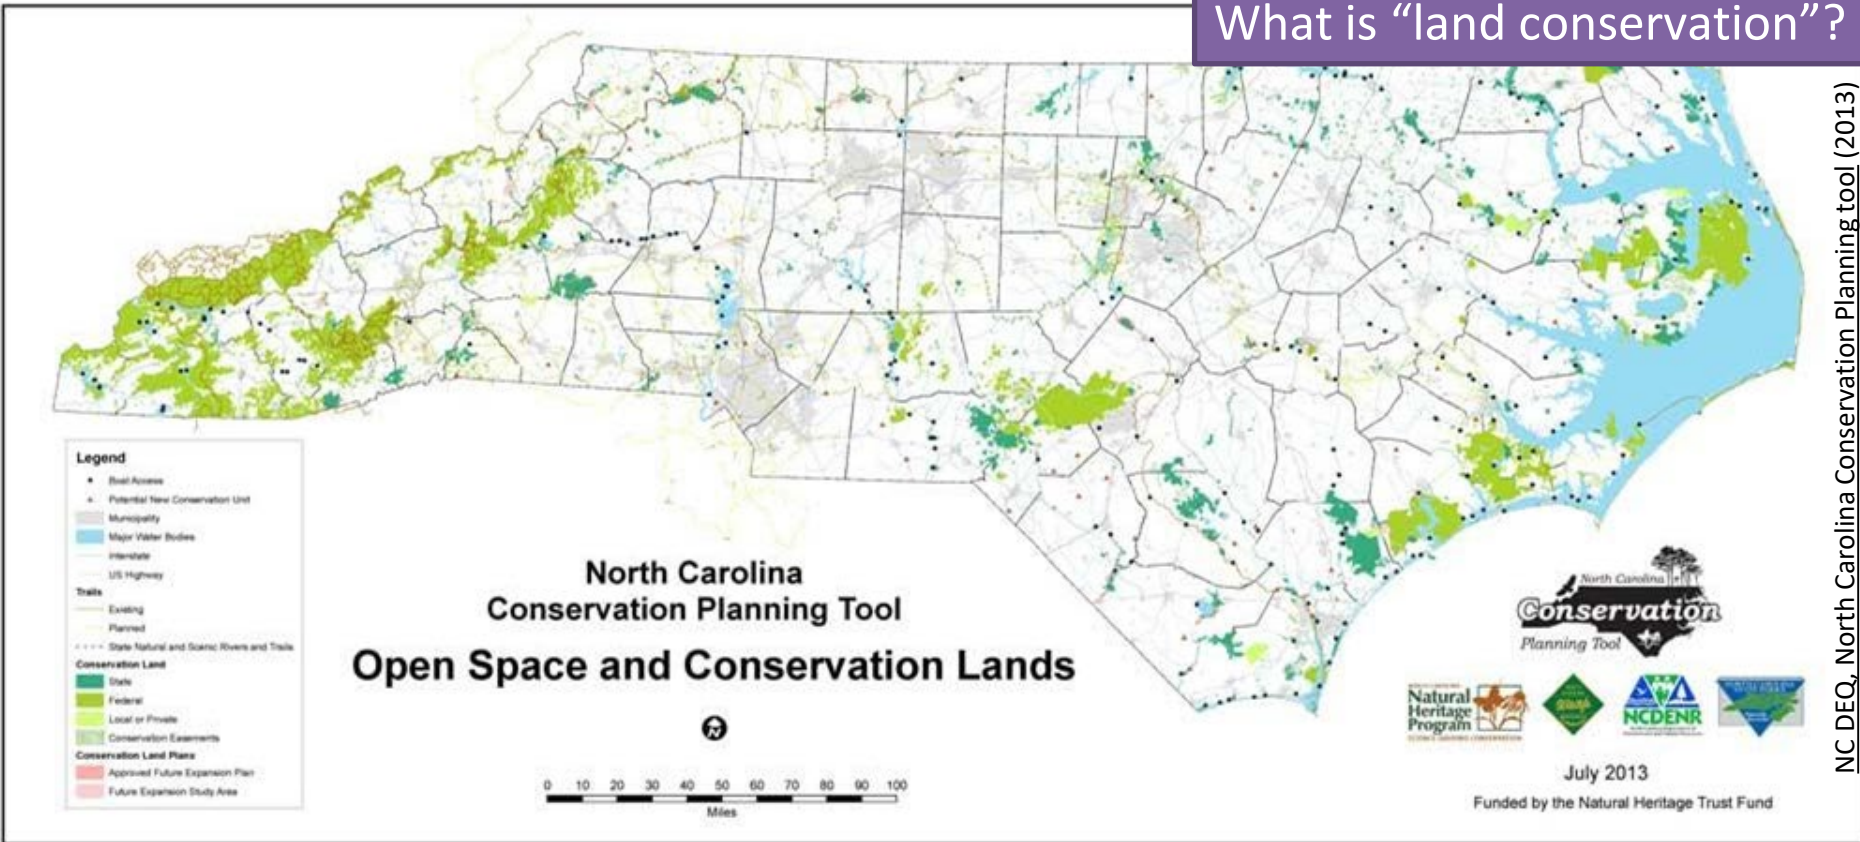 What is “land conservation”?
NC DEQ, North Carolina Conservation Planning tool (2013)
Legend
Boat Access
Potential New Conservation Unit
Municipality
Major Water Bodies
Interstate
US Highway
Trails
Existing
Planned
State Natural and Scenic Rivers and Trails
Conservation Land
State
Federal
Local or Private
Conservation Easements
Conservation Land Plans
Approved Future Expansion Plan
Future Expansion Study Area
North Carolina
Conservation Planning Tool
Open Space and Conservation Lands
N
0 10 20 30 40 50 60 70 80 90 100
Miles
North Carolina
Conservation
Planning Tool
Natural
Heritage
Program
NCDENR
July 2013
Funded by the Natural Heritage Trust Fund